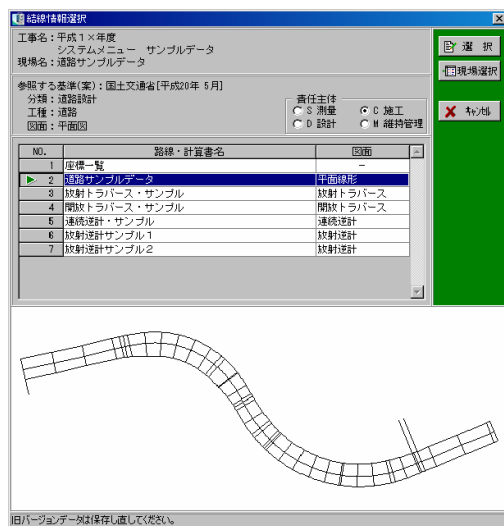 結線情報選択
工事名：平成1×年度
システムメニュー サンプルデータ
現場名：道路サンプルデータ
参照する基準(案)：国土交通省[平成20年 5月]
分類：道路設計
工種：道路
図面：平面図
責任主体
S 測量 C 施工
D 設計 M 維持管理
選 択
現場選択
キャンセル
NO. 路線・計算書名 図面
1 座標一覧 －
2 道路サンプルデータ 平面線形
3 放射トラバース・サンプル 放射トラバース
4 開放トラバース・サンプル 開放トラバース
5 連続逆計・サンプル 連続逆計
6 放射逆計サンプル１ 放射逆計
7 放射逆計サンプル２ 放射逆計
旧バージョンデータは保存し直してください。